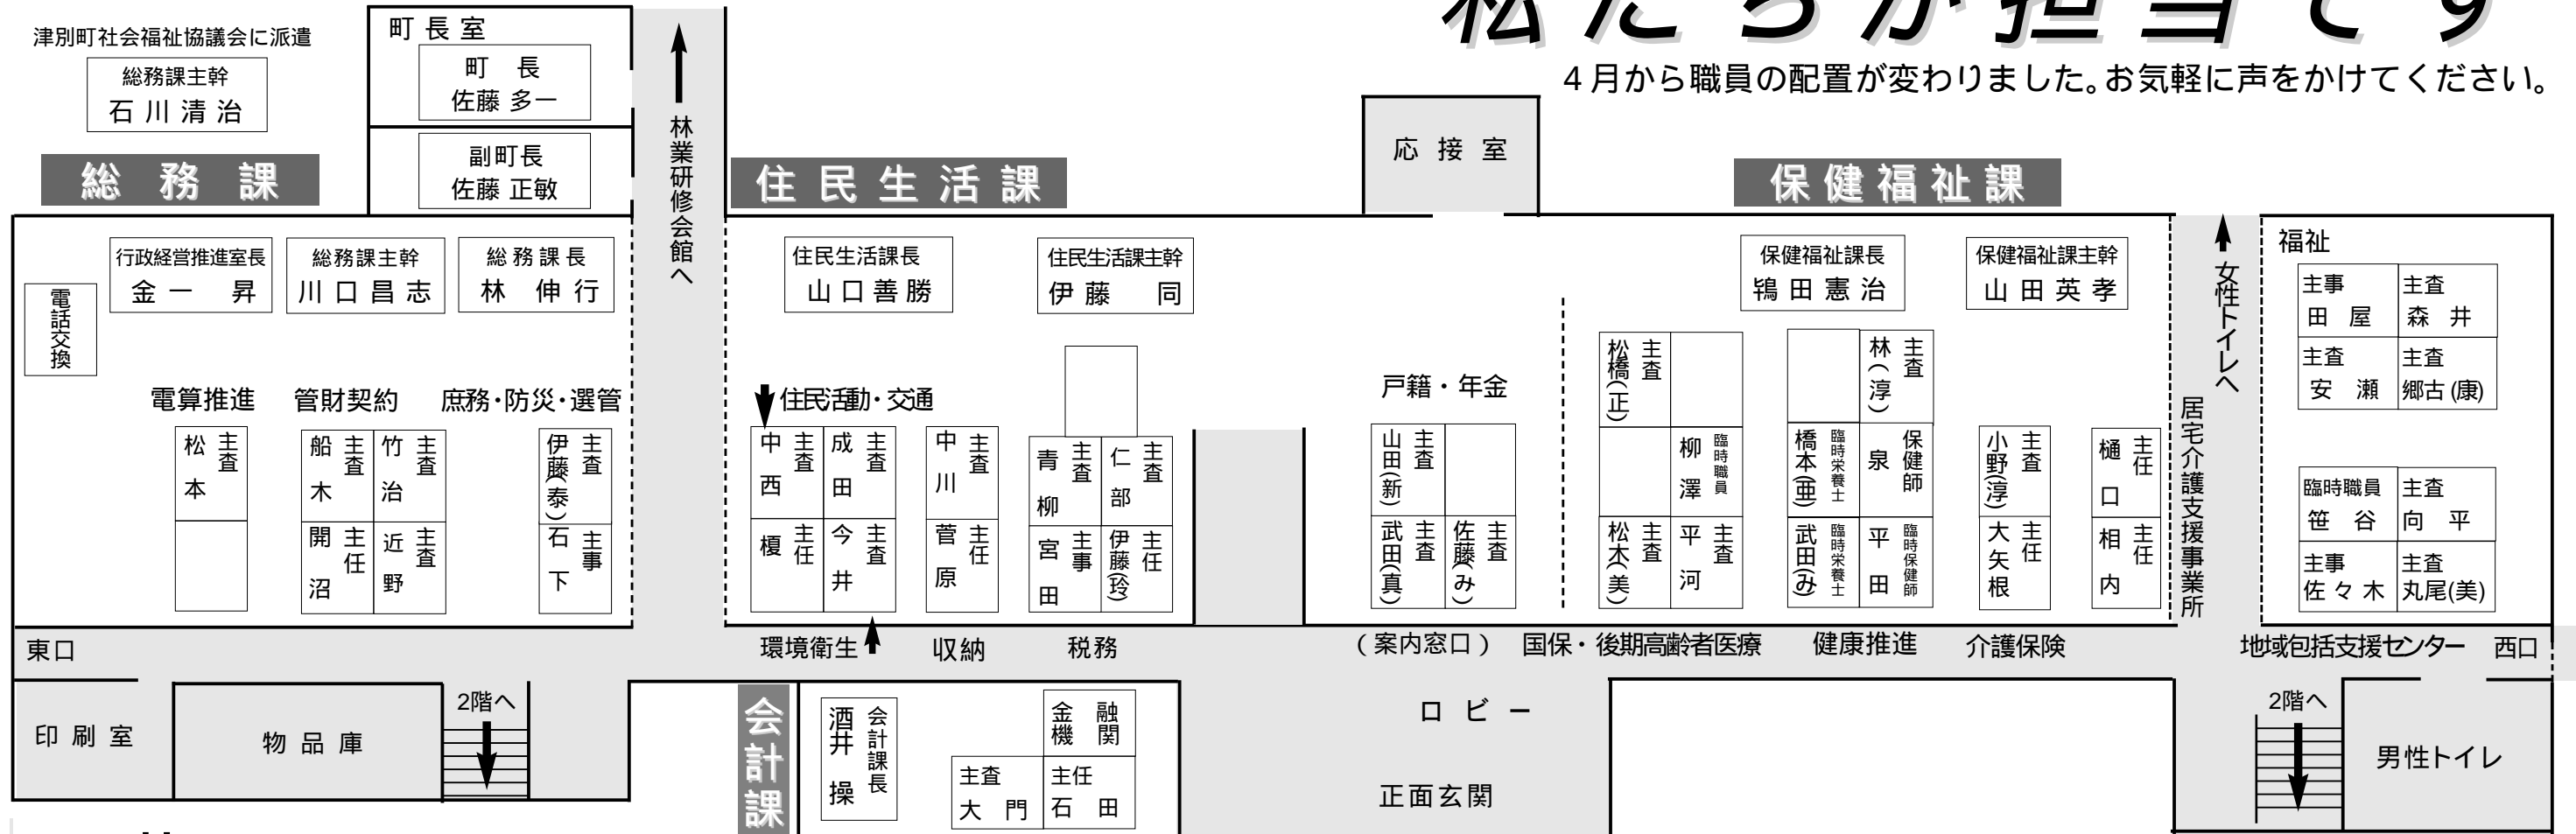 私たちが担当です
４月から職員の配置が変わりました。お気軽に声をかけてください。
津別町社会福祉協議会に派遣
総務課主幹
石川清治
町長室
町　長
佐藤 多一
副町長
佐藤 正敏
林業研修会館へ
応接室
総務課
住民生活課
保健福祉課
行政経営推進室長
金一　昇
総務課主幹
川口昌志
総務課長
林　伸行
電話交換
電算推進
管財契約
庶務・防災・選管
主査
松本
主査
船木
主査
竹治
主任
開沼
主査
近野
主査
伊藤(泰)
主事
石下
住民生活課長
山口善勝
住民生活課主幹
伊藤　同
住民活動・交通
主査
中西
主査
成田
主任
榎
主査
今井
主査
中川
主任
菅原
主査
青柳
主査
仁部
主事
宮田
主任
伊藤(玲)
環境衛生
収納
税務
戸籍・年金
主査
山田(新)
主査
武田(真)
主査
佐藤(み)
(案内窓口)
保健福祉課長
鴇田憲治
保健福祉課主幹
山田英孝
主査
松橋(正)
臨時職員
柳澤
主査
松木(美)
主査
平河
国保・後期高齢者医療
主査
林(淳)
臨時栄養士
橋本(亜)
保健師
泉
臨時栄養士
武田(み)
臨時保健師
平田
健康推進
主査
小野(淳)
主任
大矢根
主任
樋口
主任
相内
介護保険
女性トイレへ
居宅介護支援事業所
福祉
主事
田屋
主査
森井
主査
安瀬
主査
郷古(康)
臨時職員
笹谷
主査
向平
主事
佐々木
主査
丸尾(美)
地域包括支援センター
西口
東口
印刷室
物品庫
2階へ
会計課
会計課長
酒井　操
金融機関
主査
大門
主任
石田
ロビー
正面玄関
2階へ
男性トイレ